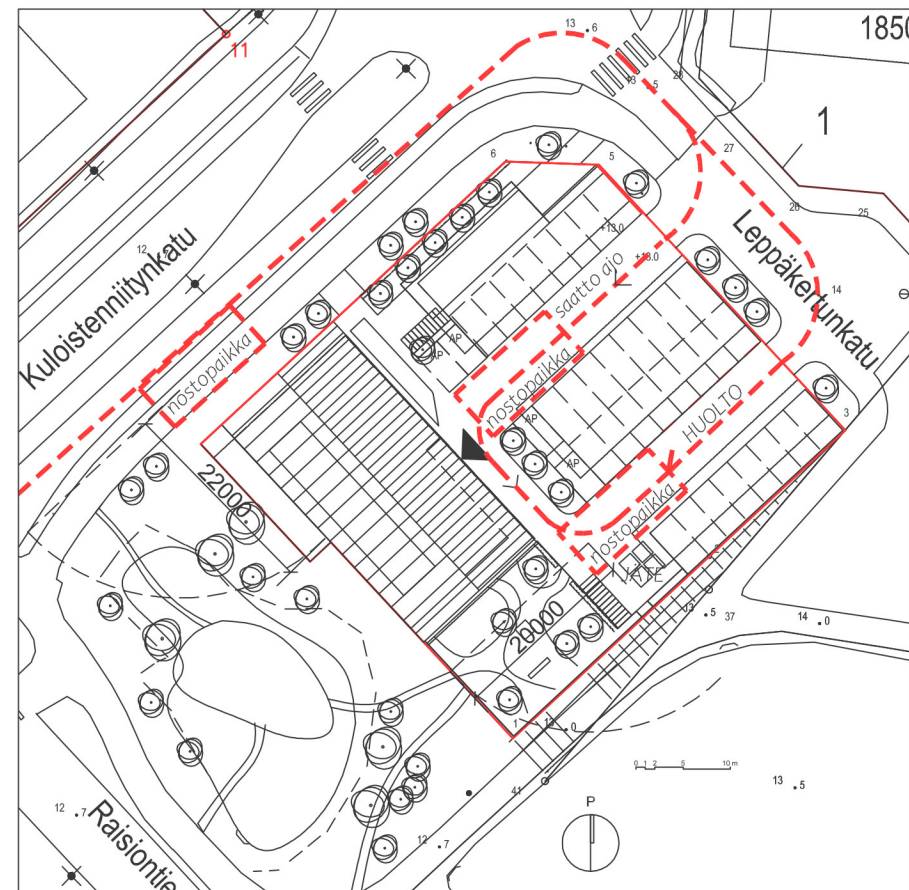 13 6
1850
11
13 5
28
1
27
6
5
26
25
Leppäkertunkatu
+13.0
+13.0
saatto ajo
12
14
Kuloistenniitynkatu
nostopaikka
AP
AP
nostopaikka
HUOLTO
3
AP
AP
22000
nostopaikka
JÄTE
2
13 5
37
14 0
20000
1
12 0
0 1 2 5 10 m
41
13 5
P
12 7
12 7
Raisiontie